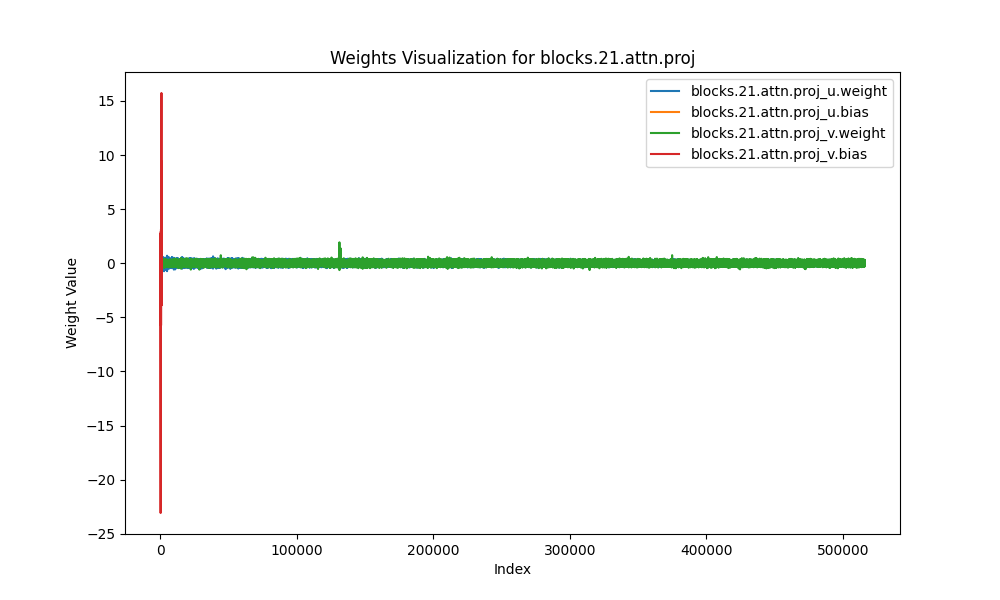 Weights Visualization for blocks.21.attn.proj
blocks.21.attn.proj_u.weight
blocks.21.attn.proj_u.bias
blocks.21.attn.proj_v.weight
blocks.21.attn.proj_v.bias
Weight Value
15
10
5
0
−5
−10
−15
−20
−25
0 100000 200000 300000 400000 500000
Index